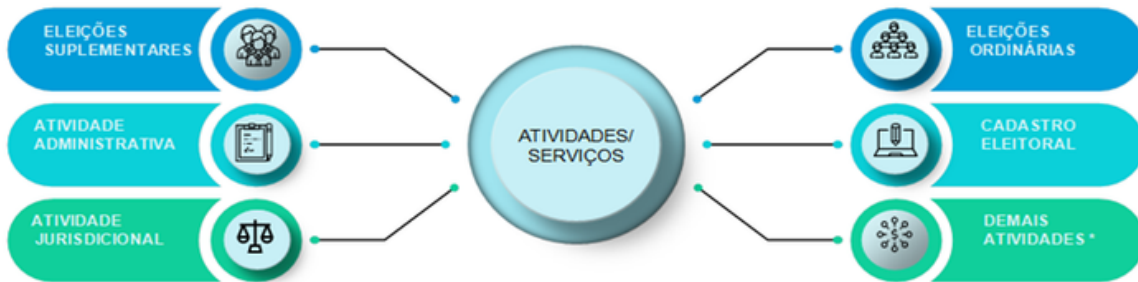 ELEIÇÕES
SUPLEMENTARES
ATIVIDADE
ADMINISTRATIVA
ATIVIDADE
JURISDICIONAL
ATIVIDADES/
SERVIÇOS
ELEIÇÕES
ORDINÁRIAS
CADASTRO
ELEITORAL
DEMAIS
ATIVIDADES *